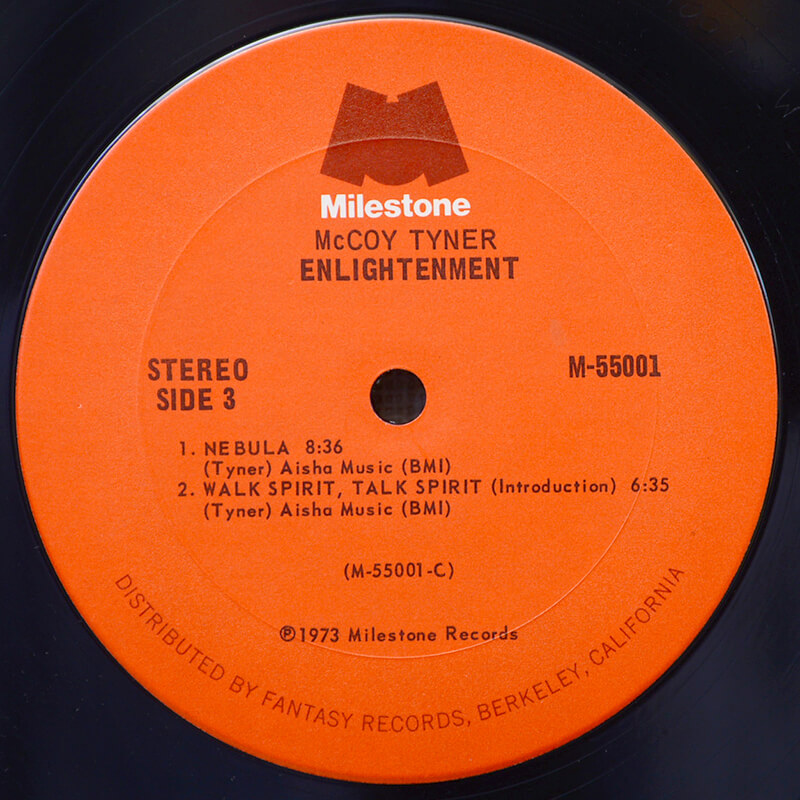 Milestone
McCOY TYNER
ENLIGHTENMENT
STEREO
SIDE 3
M-55001
1. NEBULA 8:36
(Tyner) Aisha Music (BMI)
2. WALK SPIRIT, TALK SPIRIT (Introduction) 6:35
(Tyner) Aisha Music (BMI)
(M-55001-C)
℗1973 Milestone Records
DISTRIBUTED BY FANTASY RECORDS, BERKELEY, CALIFORNIA